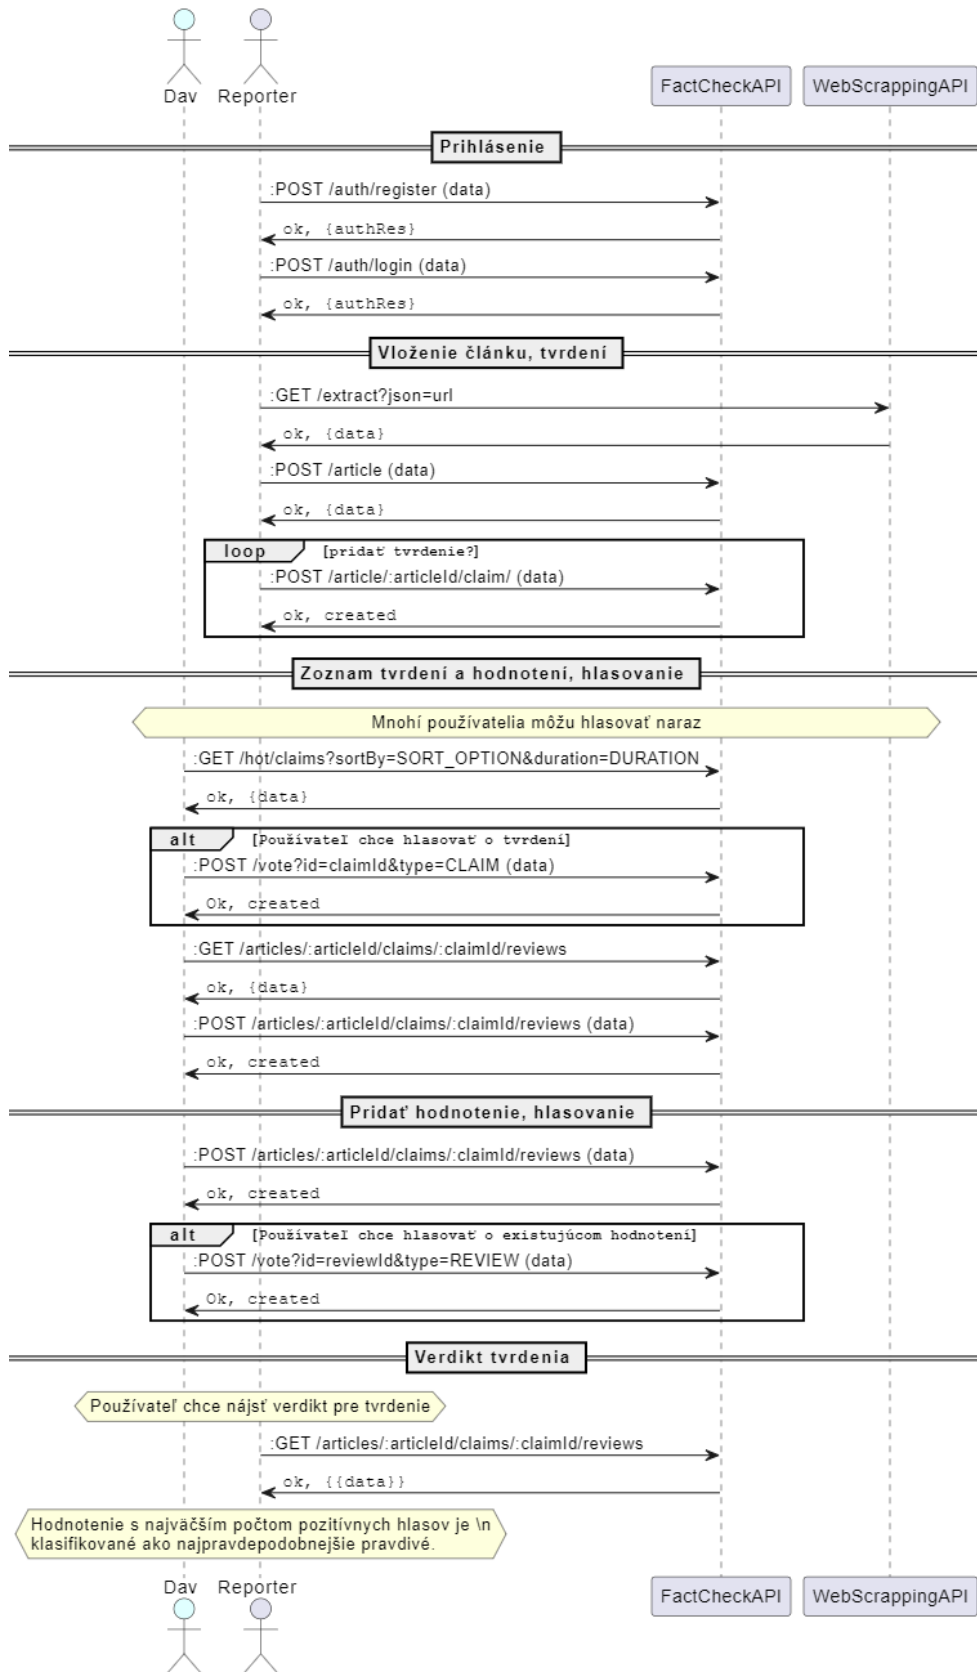 Dav Reporter FactCheckAPI WebScrappingAPI
Prihlásenie
:POST /auth/register (data)
ok, {authRes}
:POST /auth/login (data)
ok, {authRes}
Vloženie článku, tvrdení
:GET /extract?json=url
ok, {data}
:POST /article (data)
ok, {data}
loop [pridať tvrdenie?]
:POST /article/:articleId/claim/ (data)
ok, created
Zoznam tvrdení a hodnotení, hlasovanie
Mnohí používatelia môžu hlasovať naraz
:GET /hot/claims?sortBy=SORT_OPTION&duration=DURATION
ok, {data}
alt [Používateľ chce hlasovať o tvrdení]
:POST /vote?id=claimId&type=CLAIM (data)
Ok, created
:GET /articles/:articleId/claims/:claimId/reviews
ok, {data}
:POST /articles/:articleId/claims/:claimId/reviews (data)
ok, created
Pridať hodnotenie, hlasovanie
:POST /articles/:articleId/claims/:claimId/reviews (data)
ok, created
alt [Používateľ chce hlasovať o existujúcom hodnotení]
:POST /vote?id=reviewId&type=REVIEW (data)
Ok, created
Verdikt tvrdenia
Používateľ chce nájsť verdikt pre tvrdenie
:GET /articles/:articleId/claims/:claimId/reviews
ok, {{data}}
Hodnotenie s najväčším počtom pozitívnych hlasov je \n
klasifikované ako najpravdepodobnejšie pravdivé.
Dav Reporter FactCheckAPI WebScrappingAPI